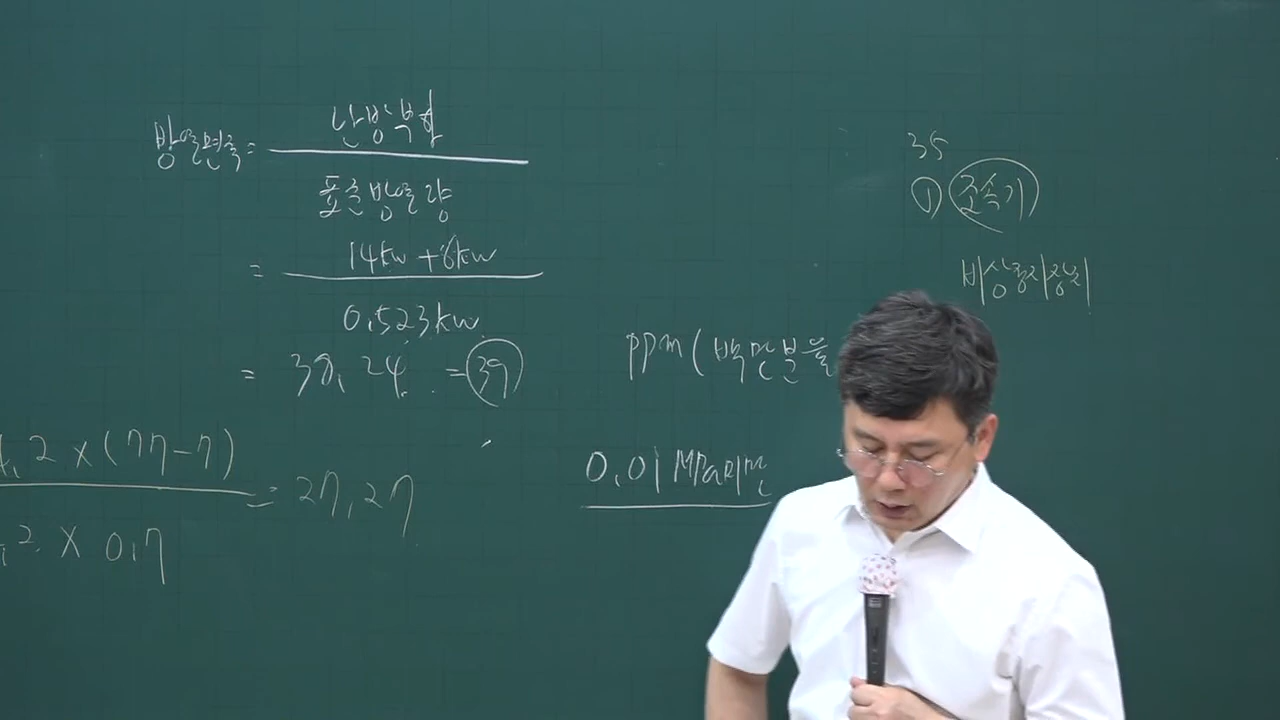 방열면적 = 난방부하 / 표준방열량
= 14kw + 6kw / 0.523kw
= 38.24 = 39
2 × (77-7) / 2 × 0.7 = 27.27
35
① 조속기
비상정지장치
ppm (백만분율
0.01 MPa미만